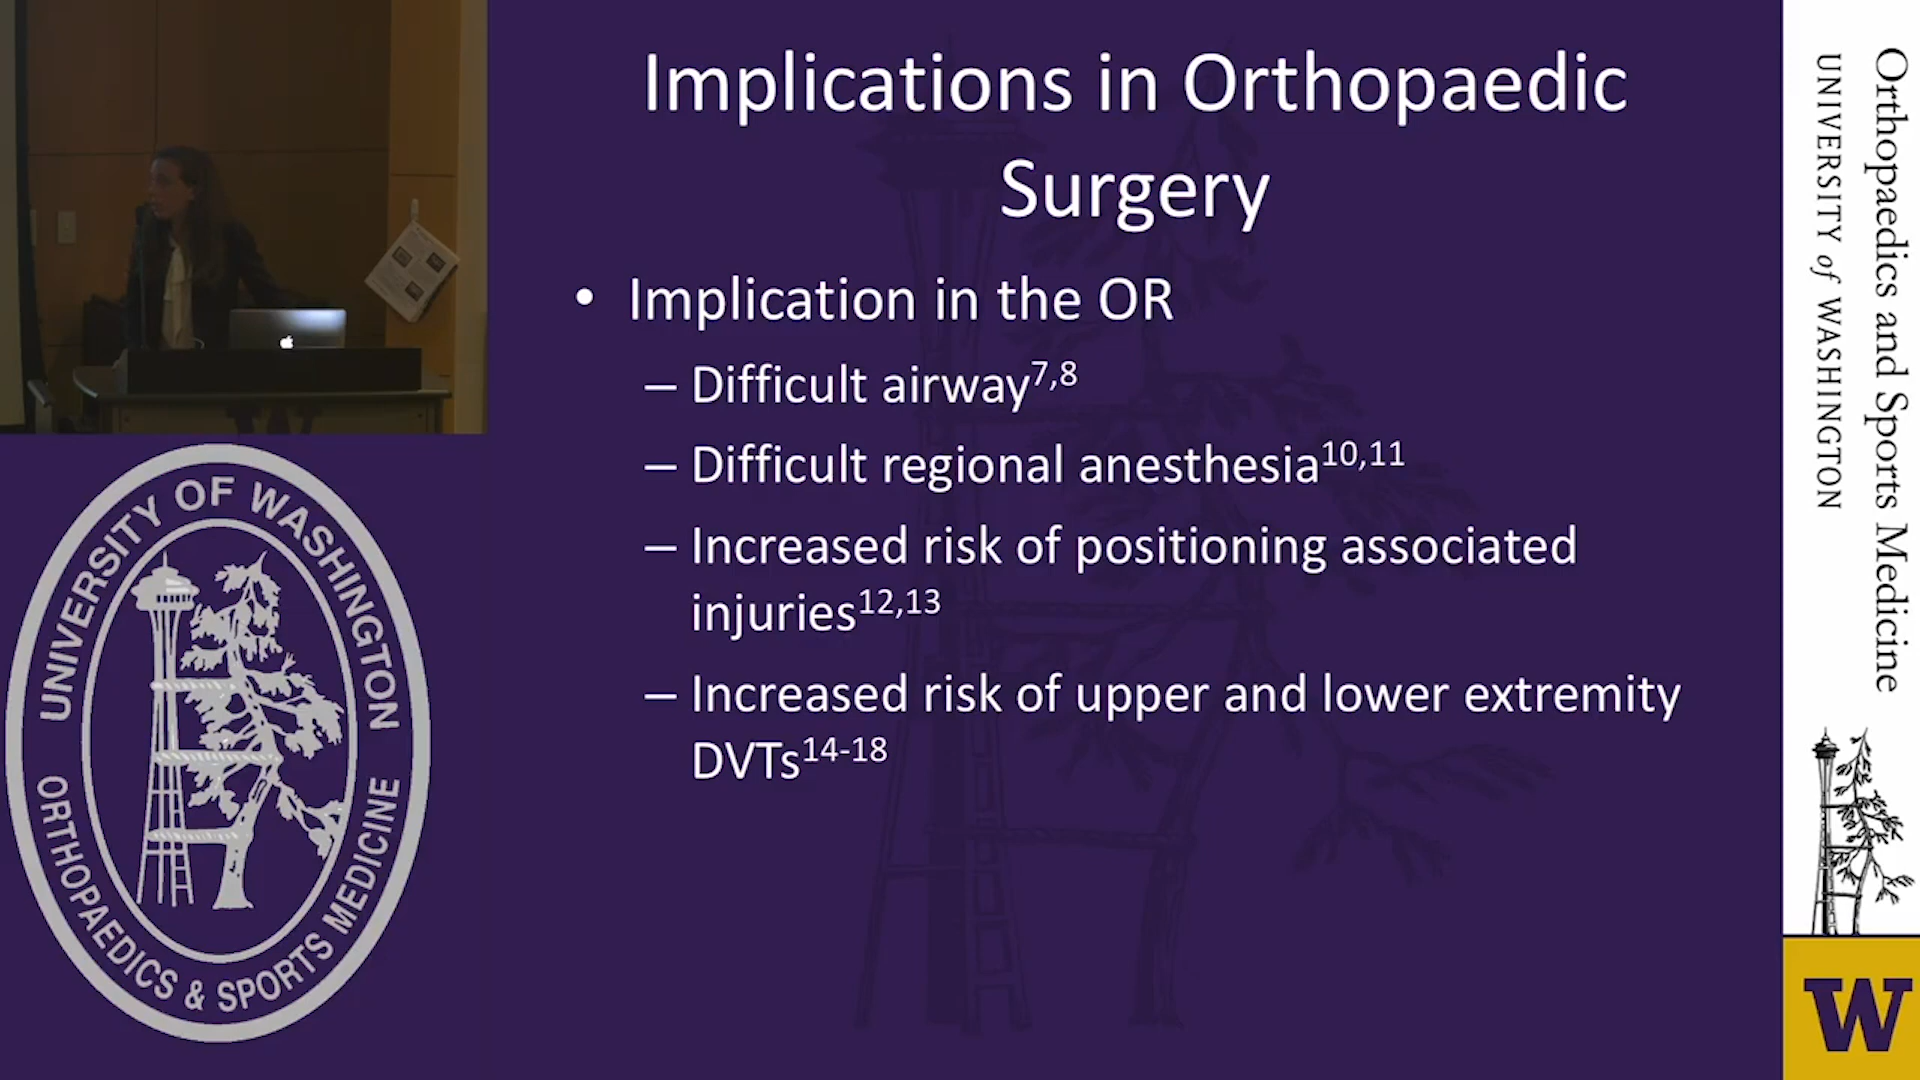 Implications in Orthopaedic
Surgery
• Implication in the OR
– Difficult airway7,8
– Difficult regional anesthesia10,11
– Increased risk of positioning associated
injuries12,13
– Increased risk of upper and lower extremity
DVTs14-18
UNIVERSITY OF WASHINGTON
ORTHOPAEDICS & SPORTS MEDICINE
Orthopaedics and Sports Medicine
UNIVERSITY of WASHINGTON
W